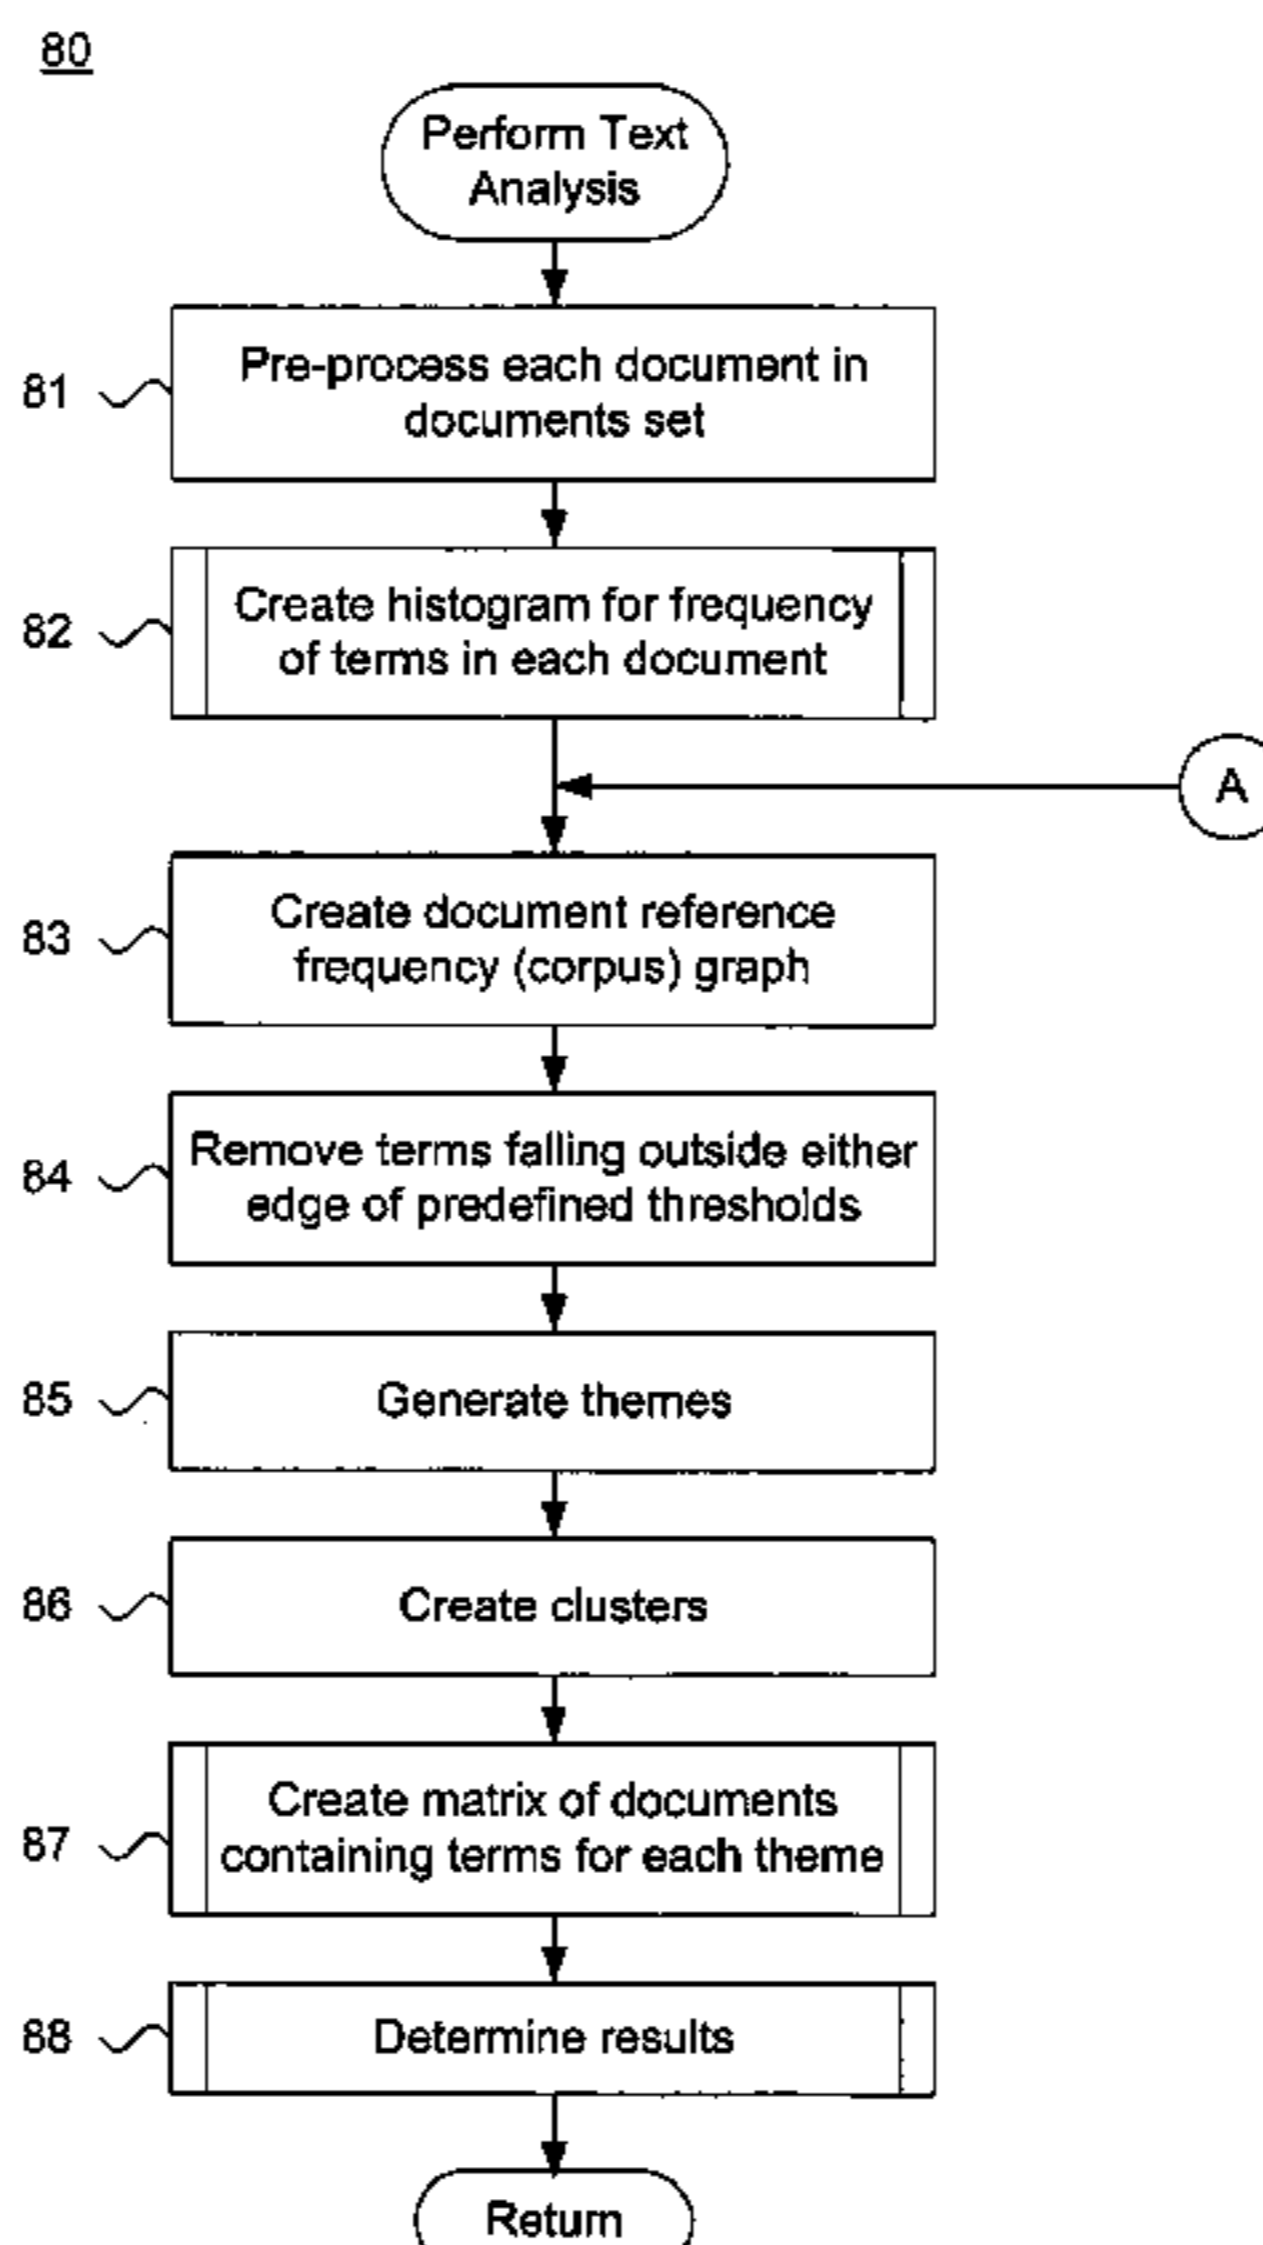 80
Perform Text
Analysis
81
Pre-process each document in
documents set
82
Create histogram for frequency
of terms in each document
A
83
Create document reference
frequency (corpus) graph
84
Remove terms falling outside either
edge of predefined thresholds
85
Generate themes
86
Create clusters
87
Create matrix of documents
containing terms for each theme
88
Determine results
Return